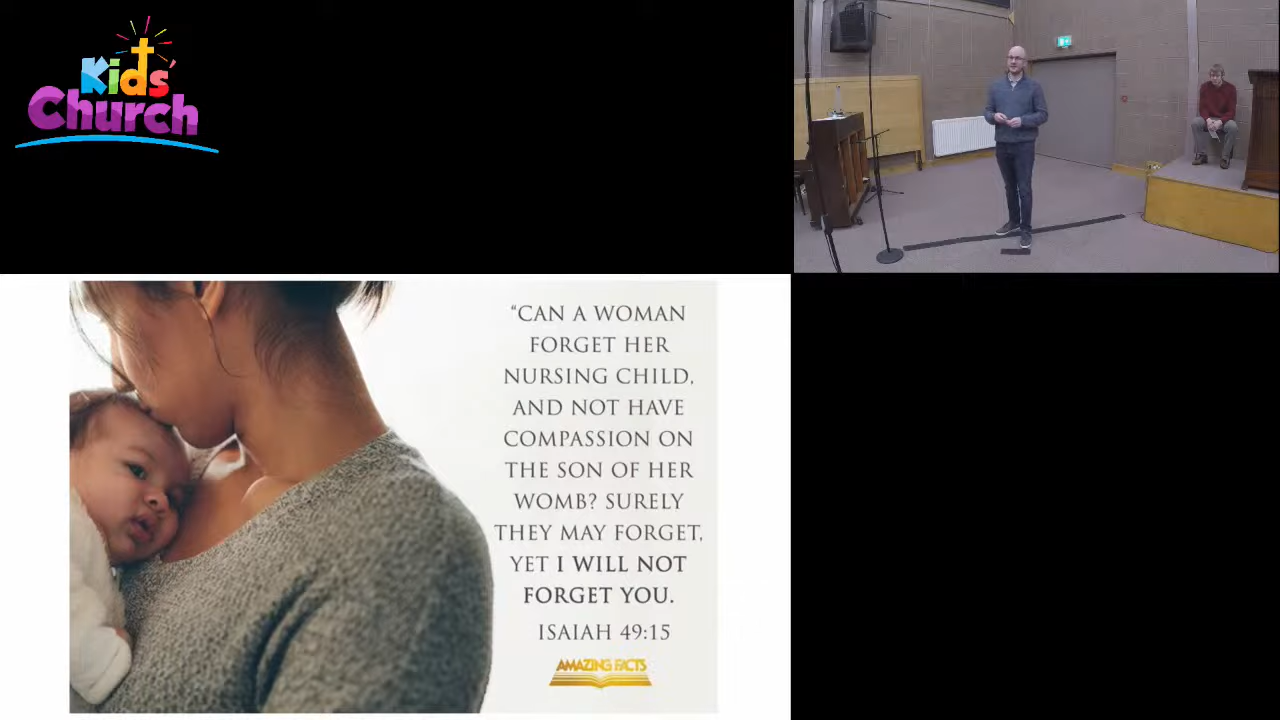 Kids'
Church
“CAN A WOMAN
FORGET HER
NURSING CHILD,
AND NOT HAVE
COMPASSION ON
THE SON OF HER
WOMB? SURELY
THEY MAY FORGET,
YET I WILL NOT
FORGET YOU.
ISAIAH 49:15
AMAZING FACTS